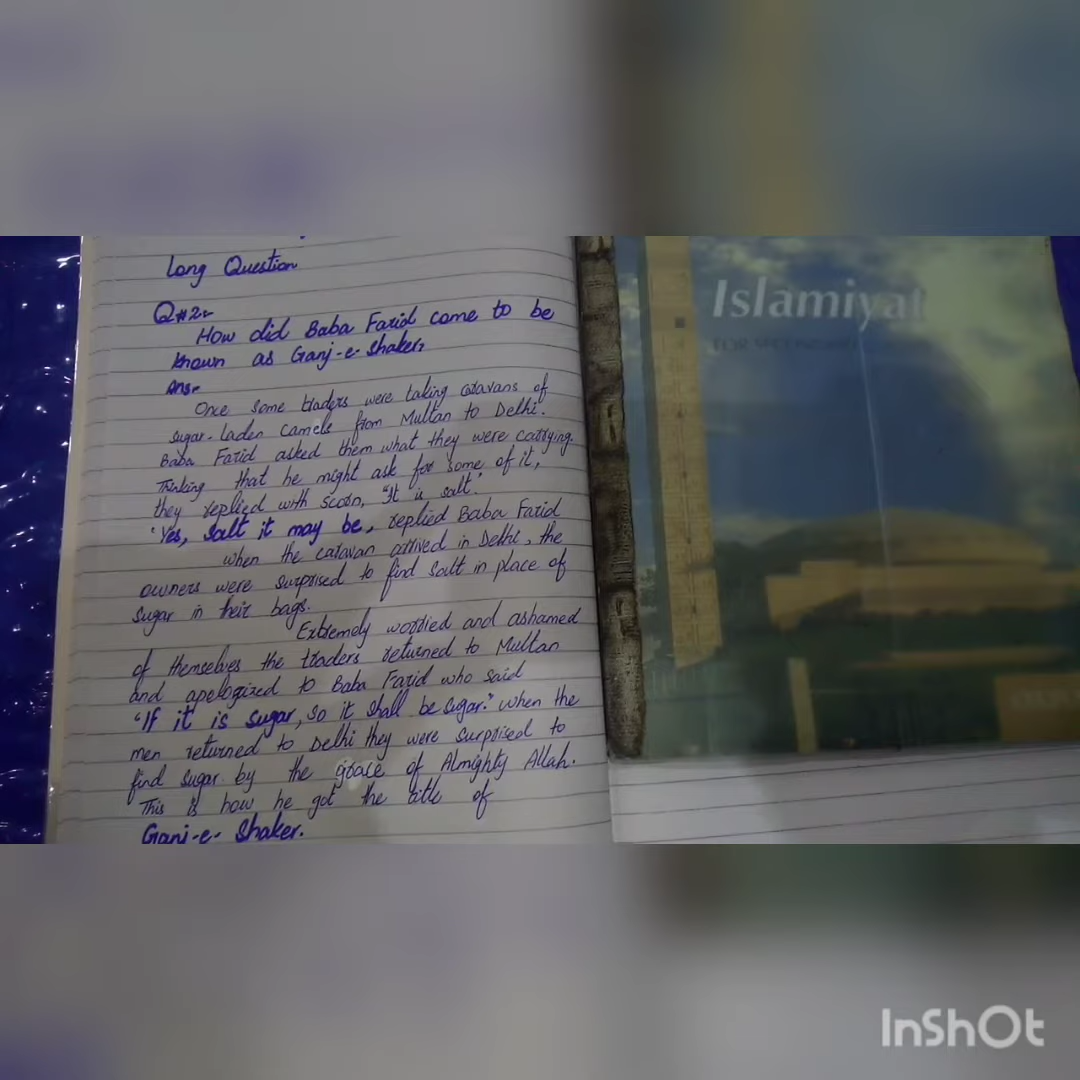 Long Question
Q#2:-
How did Baba Farid come to be
known as Ganj-e-shaker?
Ans:-
Once some traders were taking caravans of
sugar-laden camels from Multan to Delhi.
Baba Farid asked them what they were carrying.
Thinking that he might ask for some of it,
they replied with scorn, "It is salt."
"Yes, salt it may be, replied Baba Farid
when the caravan arrived in Delhi, the
owners were surprised to find salt in place of
sugar in their bags.
Extremely worried and ashamed
of themselves the traders returned to Multan
and apologized to Baba Farid who said
"If it is sugar, so it shall be sugar." when the
men returned to Delhi they were surprised to
find sugar by the grace of Almighty Allah.
This is how he got the title of
Ganj-e-Shaker.
Islamiyat
FOR SECONDARY
InShOt